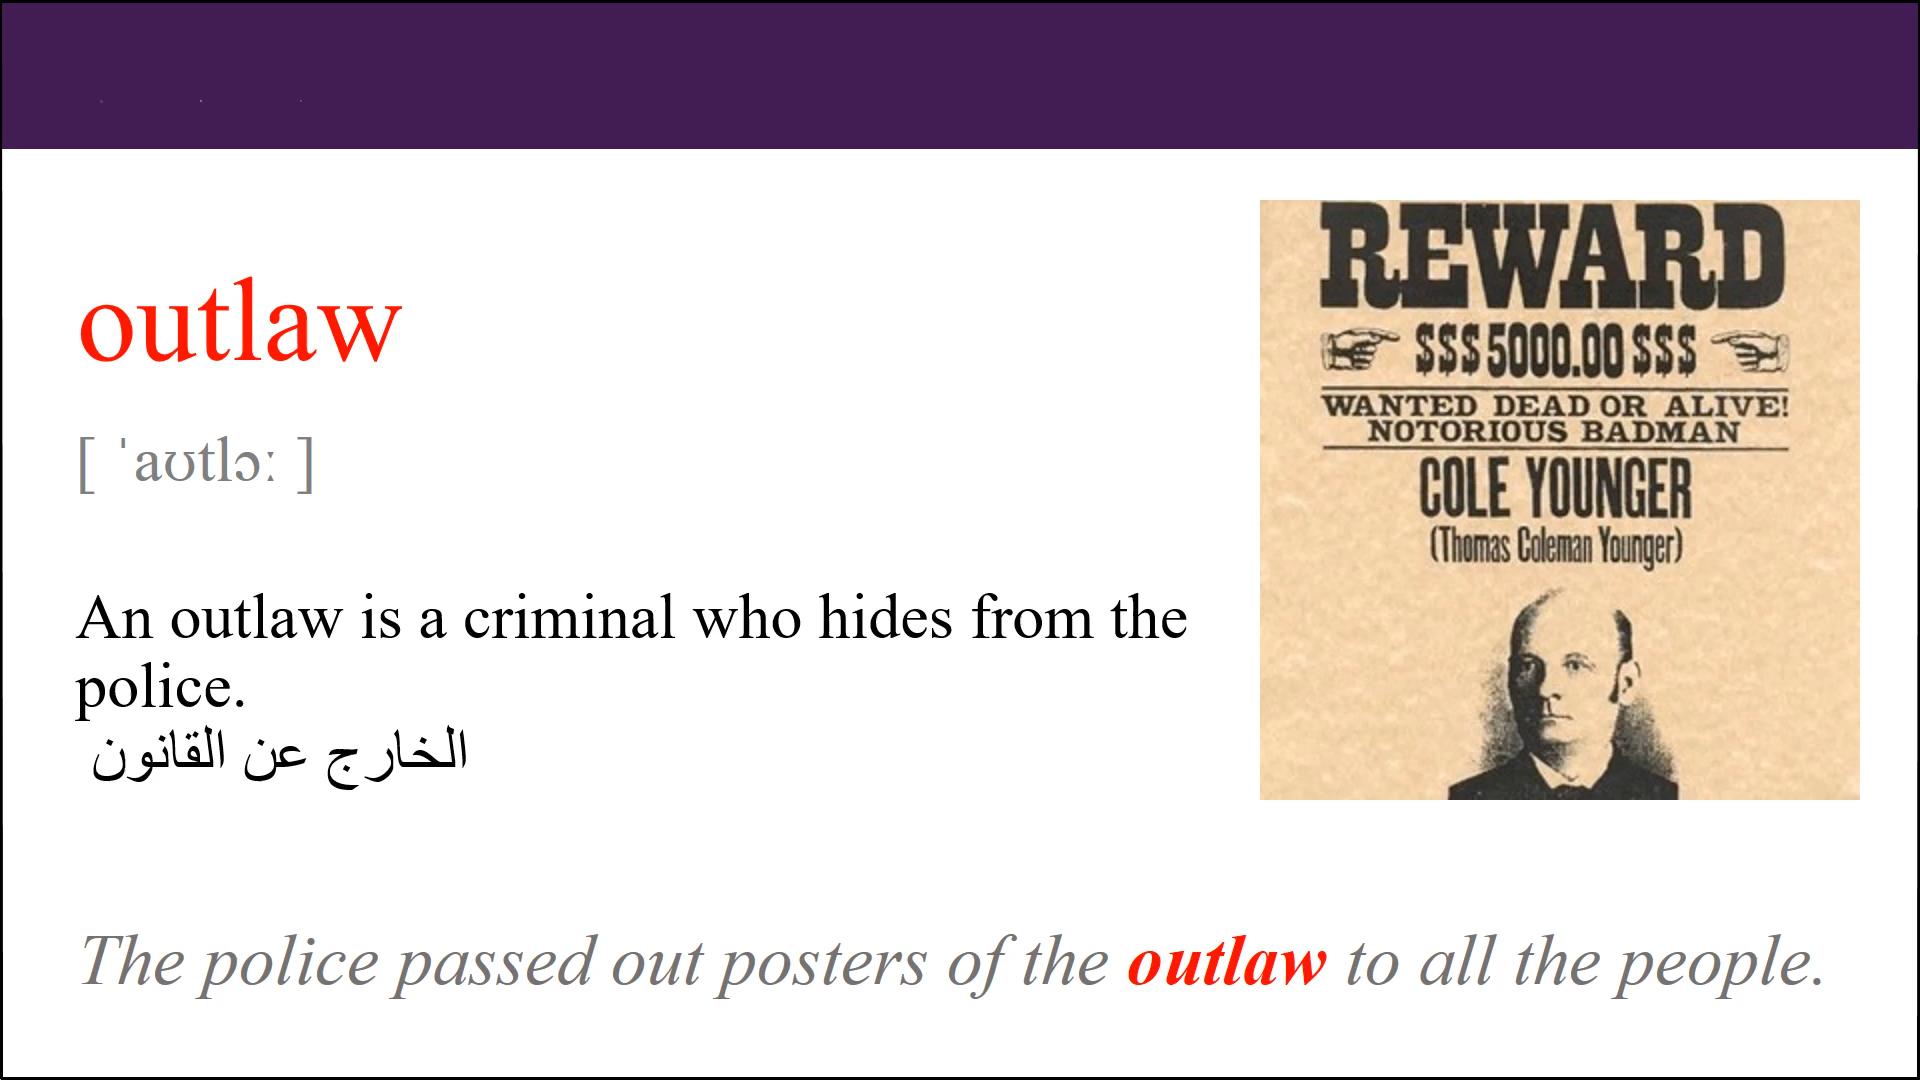 outlaw
[ ˈaʊtlɔː ]
An outlaw is a criminal who hides from the
police.
الخارج عن القانون
REWARD
$$$ 5000.00 $$$
WANTED DEAD OR ALIVE!
NOTORIOUS BADMAN
COLE YOUNGER
(Thomas Coleman Younger)
The police passed out posters of the outlaw to all the people.